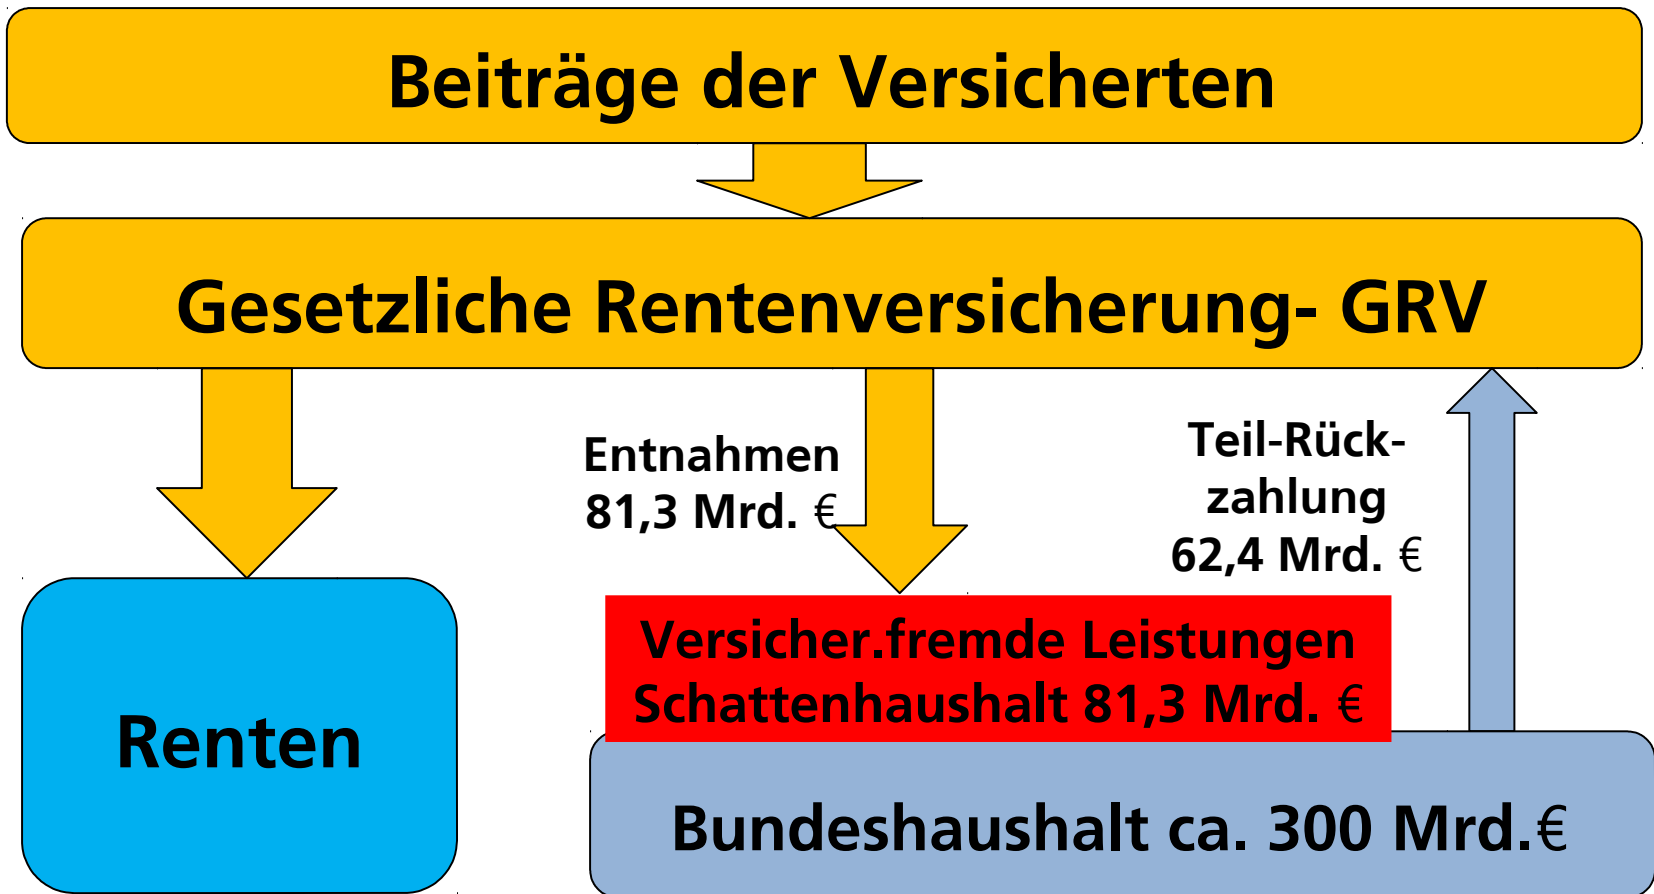 Beiträge der Versicherten
Gesetzliche Rentenversicherung- GRV
Entnahmen
81,3 Mrd. €
Teil-Rück-
zahlung
62,4 Mrd. €
Versicher.fremde Leistungen
Schattenhaushalt 81,3 Mrd. €
Renten
Bundeshaushalt ca. 300 Mrd.€